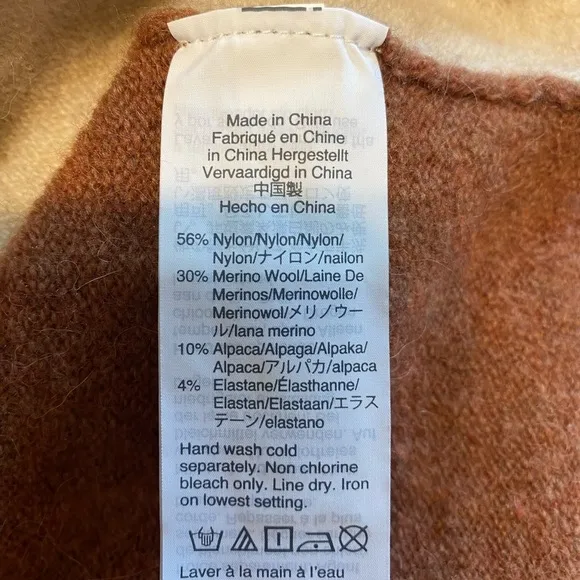 Made in China
Fabriqué en Chine
in China Hergestellt
Vervaardigd in China
中国製
Hecho en China
56% Nylon/Nylon/Nylon/
Nylon/ナイロン/nailon
30% Merino Wool/Laine De
Merinos/Merinowolle/
Merinowol/メリノウー
ル/lana merino
10% Alpaca/Alpaga/Alpaka/
Alpaca/アルパカ/alpaca
4% Elastane/Élasthanne/
Elastan/Elastaan/エラス
テーン/elastano
Hand wash cold
separately. Non chlorine
bleach only. Line dry. Iron
on lowest setting.
Laver à la main à l'eau